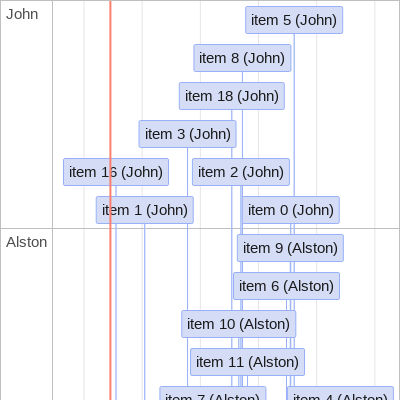 John
item 5 (John)
item 8 (John)
item 18 (John)
item 3 (John)
item 16 (John)
item 2 (John)
item 1 (John)
item 0 (John)
Alston
item 9 (Alston)
item 6 (Alston)
item 10 (Alston)
item 11 (Alston)
item 7 (Alston)
item 4 (Alston)